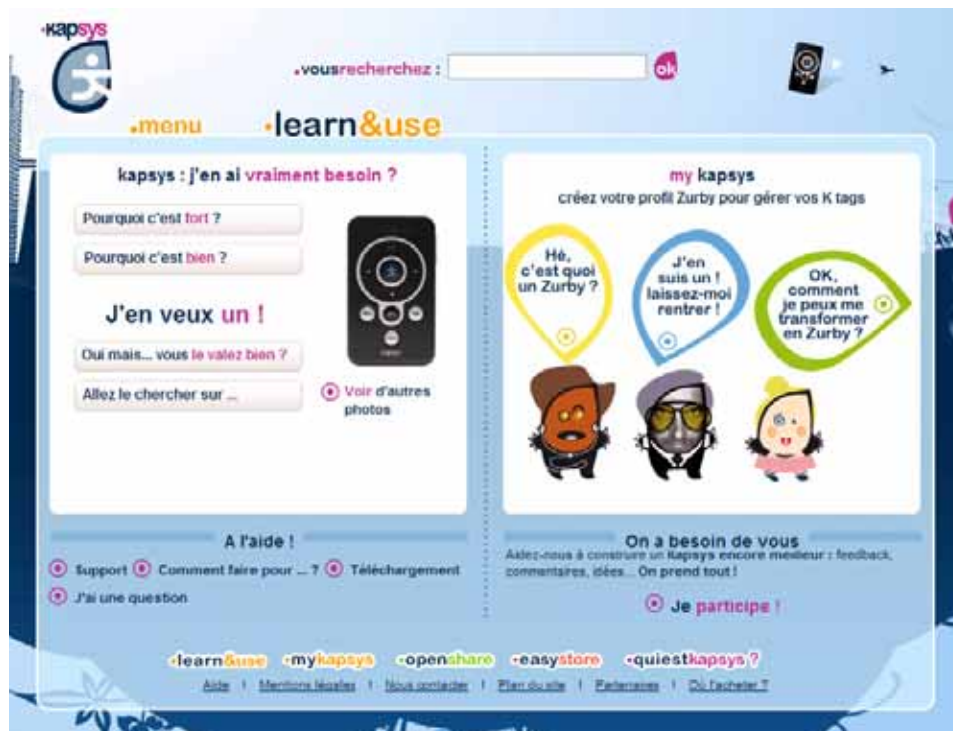 •Kapsys
•vousrecherchez :
ok
•menu
•learn&use
kapsys : j'en ai vraiment besoin ?
Pourquoi c'est fort ?
Pourquoi c'est bien ?
J'en veux un !
Oui mais... vous le valez bien ?
Allez le chercher sur ...
Voir d'autres
photos
my kapsys
créez votre profil Zurby pour gérer vos K tags
Hé,
c'est quoi
un Zurby ?
J'en
suis un !
laissez-moi
rentrer !
OK,
comment
je peux me
transformer
en Zurby ?
A l'aide !
Support Comment faire pour ... ? Téléchargement
J'ai une question
On a besoin de vous
Aidez-nous à construire un Kapsys encore meilleur : feedback,
commentaires, idées... On prend tout !
Je participe !
•learn&use •mykapsys •openshare •easystore •quiestkapsys ?
Aide | Mentions légales | Nous contacter | Plan du site | Partenaires | Où l'acheter ?